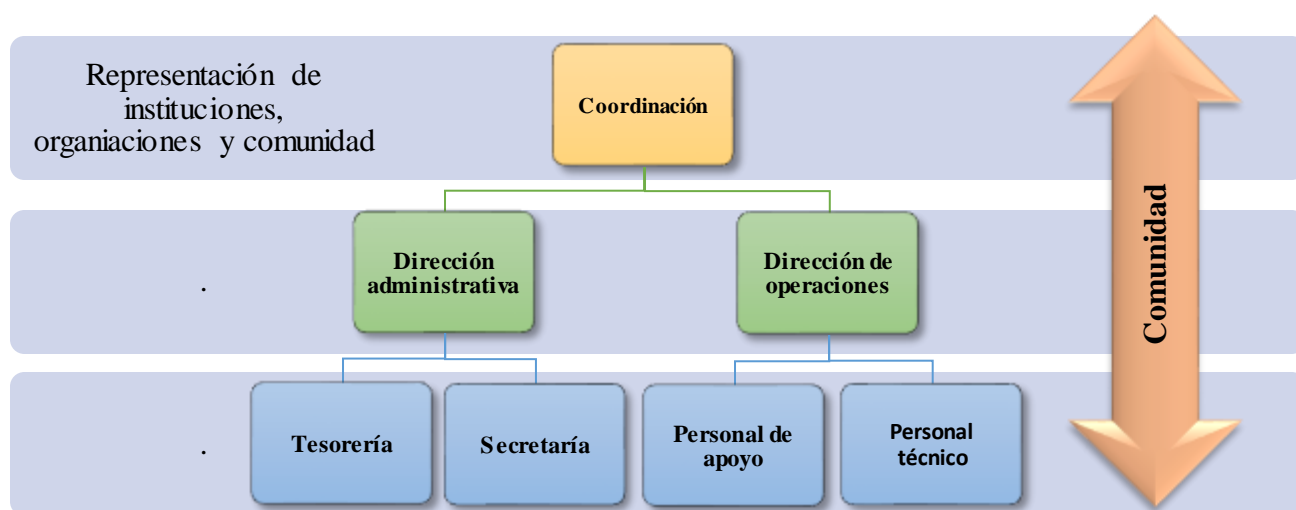 Representación de
instituciones,
organiaciones y comunidad
Coordinación
Dirección
administrativa
Dirección de
operaciones
.
Tesorería
Secretaría
Personal de
apoyo
Personal
técnico
.
Comunidad